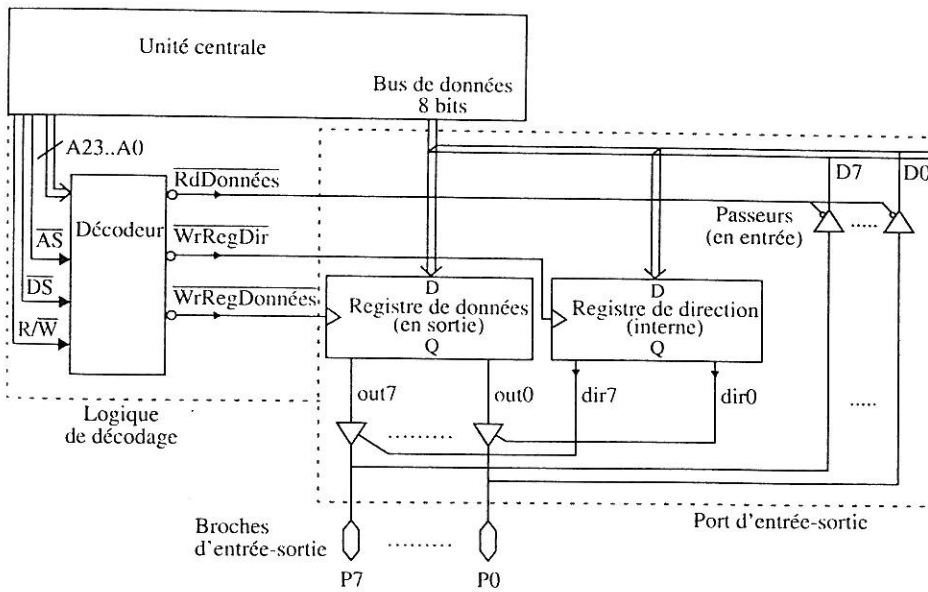 Unité centrale
Bus de données
8 bits
A23..A0
RdDonnées
D7
D0
Décodeur
Passeurs
(en entrée)
WrRegDir
AS
DS
WrRegDonnées
R/W
D
Registre de données
(en sortie)
Q
D
Registre de direction
(interne)
Q
out7
out0
dir7
dir0
.....
.....
Logique
de décodage
.........
Port d'entrée-sortie
Broches
d'entrée-sortie
.........
P7
P0